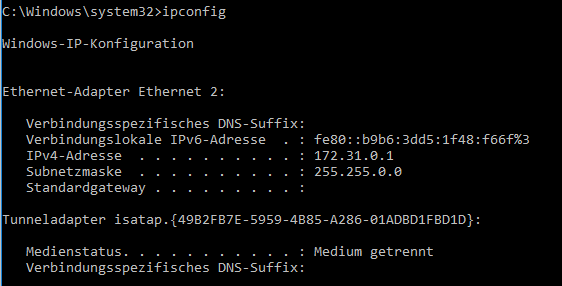 C:\Windows\system32>ipconfig
Windows-IP-Konfiguration
Ethernet-Adapter Ethernet 2:
Verbindungsspezifisches DNS-Suffix:
Verbindungslokale IPv6-Adresse  . : fe80::b9b6:3dd5:1f48:f66f%3
IPv4-Adresse  . . . . . . . . . . : 172.31.0.1
Subnetzmaske  . . . . . . . . . . : 255.255.0.0
Standardgateway . . . . . . . . . :
Tunneladapter isatap.{49B2FB7E-5959-4B85-A286-01ADBD1FBD1D}:
Medienstatus. . . . . . . . . . . : Medium getrennt
Verbindungsspezifisches DNS-Suffix: